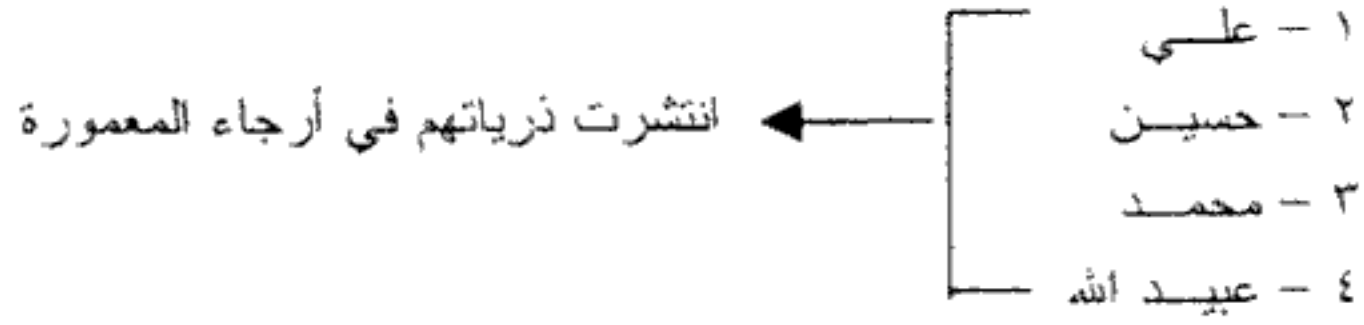 ١ - علي
٢ - حسين
انتشرت ذرياتهم في أرجاء المعمورة
٣ - محمد
٤ - عبيد الله